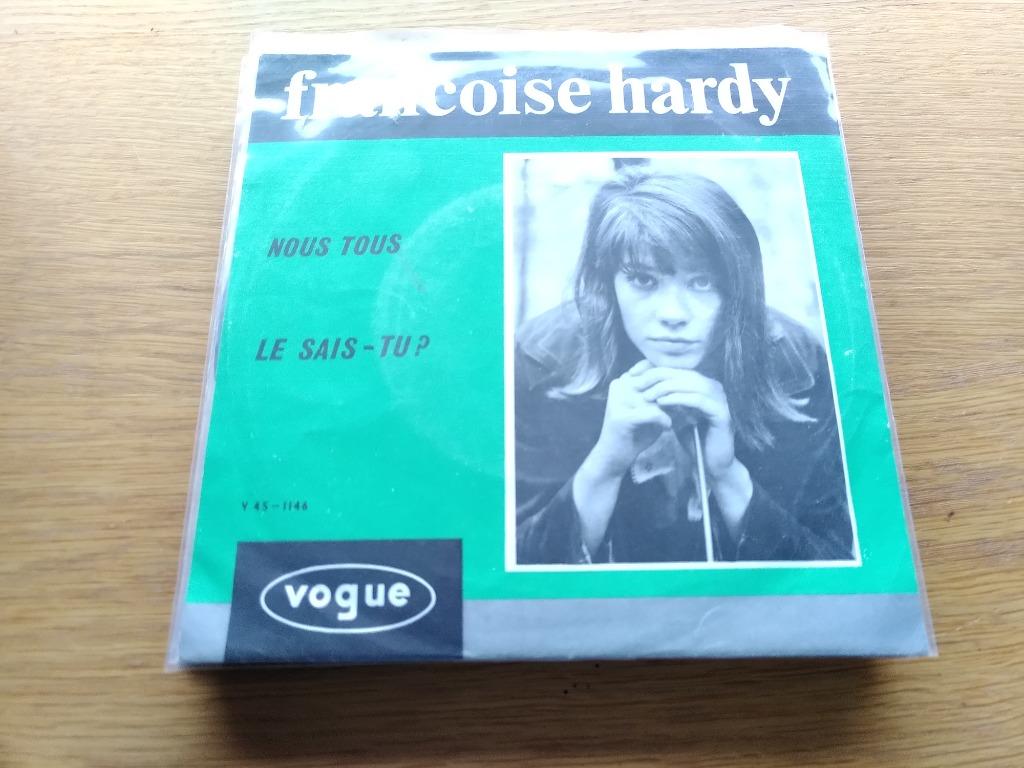 francoise hardy
NOUS TOUS
LE SAIS-TU?
V 45-1146
vogue